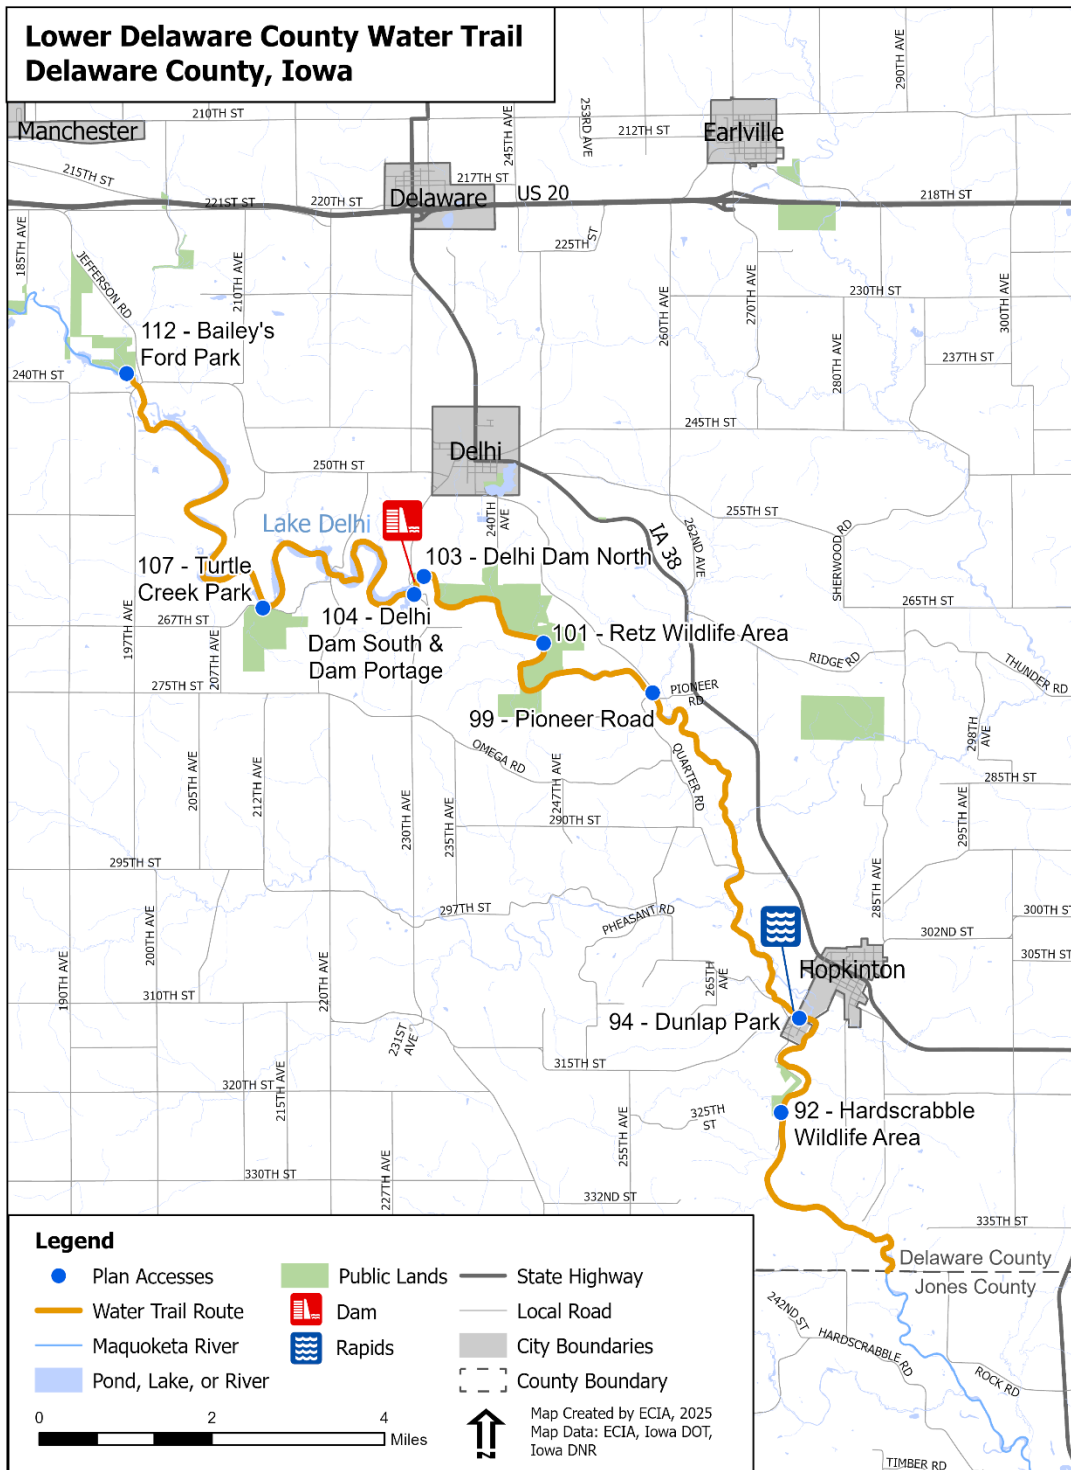 Lower Delaware County Water Trail
Delaware County, Iowa
290TH AVE
210TH ST
Manchester
245TH AVE
253RD AVE
212TH ST
Earlville
215TH ST
217TH ST
Delaware
US 20
221ST ST
220TH ST
218TH ST
185TH AVE
JEFFERSON RD
210TH AVE
225TH ST
260TH AVE
270TH AVE
230TH ST
300TH AVE
112 - Bailey's
Ford Park
280TH AVE
237TH ST
240TH ST
245TH ST
Delhi
250TH ST
240TH
AVE
255TH ST
Lake Delhi
IA 38
262ND AVE
SHERWOOD RD
103 - Delhi Dam North
107 - Turtle
Creek Park
104 - Delhi
Dam South &
Dam Portage
265TH ST
267TH ST
197TH AVE
207TH AVE
101 - Retz Wildlife Area
RIDGE RD
THUNDER RD
275TH ST
PIONEER
RD
99 - Pioneer Road
298TH
AVE
OMEGA RD
QUARTER RD
205TH AVE
212TH AVE
230TH AVE
235TH AVE
247TH AVE
285TH ST
290TH ST
295TH AVE
295TH ST
285TH AVE
297TH ST
PHEASANT RD
300TH ST
302ND ST
200TH AVE
305TH ST
190TH AVE
220TH AVE
265TH
AVE
Hopkinton
310TH ST
231ST
AVE
94 - Dunlap Park
315TH ST
320TH ST
215TH AVE
255TH AVE
325TH
ST
92 - Hardscrabble
Wildlife Area
330TH ST
227TH AVE
332ND ST
335TH ST
Delaware County
Jones County
242ND ST
HARDSCRABBLE RD
ROCK RD
TIMBER RD
Legend
Plan Accesses
Public Lands
State Highway
Water Trail Route
Dam
Local Road
Maquoketa River
Rapids
City Boundaries
Pond, Lake, or River
County Boundary
0 2 4
Miles
N
Map Created by ECIA, 2025
Map Data: ECIA, Iowa DOT,
Iowa DNR